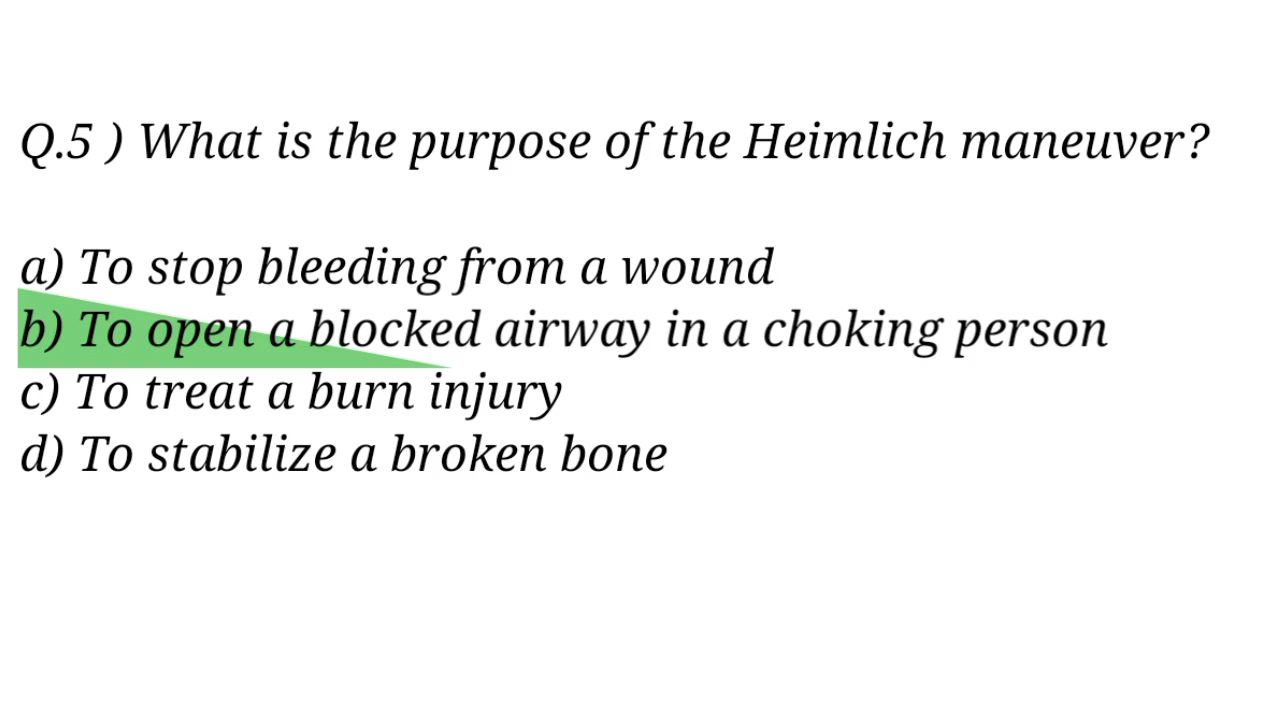 Q.5 ) What is the purpose of the Heimlich maneuver?
a) To stop bleeding from a wound
b) To open a blocked airway in a choking person
c) To treat a burn injury
d) To stabilize a broken bone